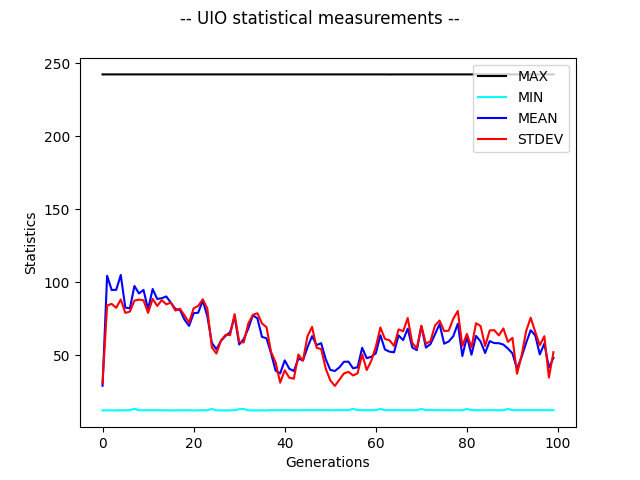 -- UIO statistical measurements --
250
200
150
100
50
Statistics
MAX
MIN
MEAN
STDEV
0 20 40 60 80 100
Generations